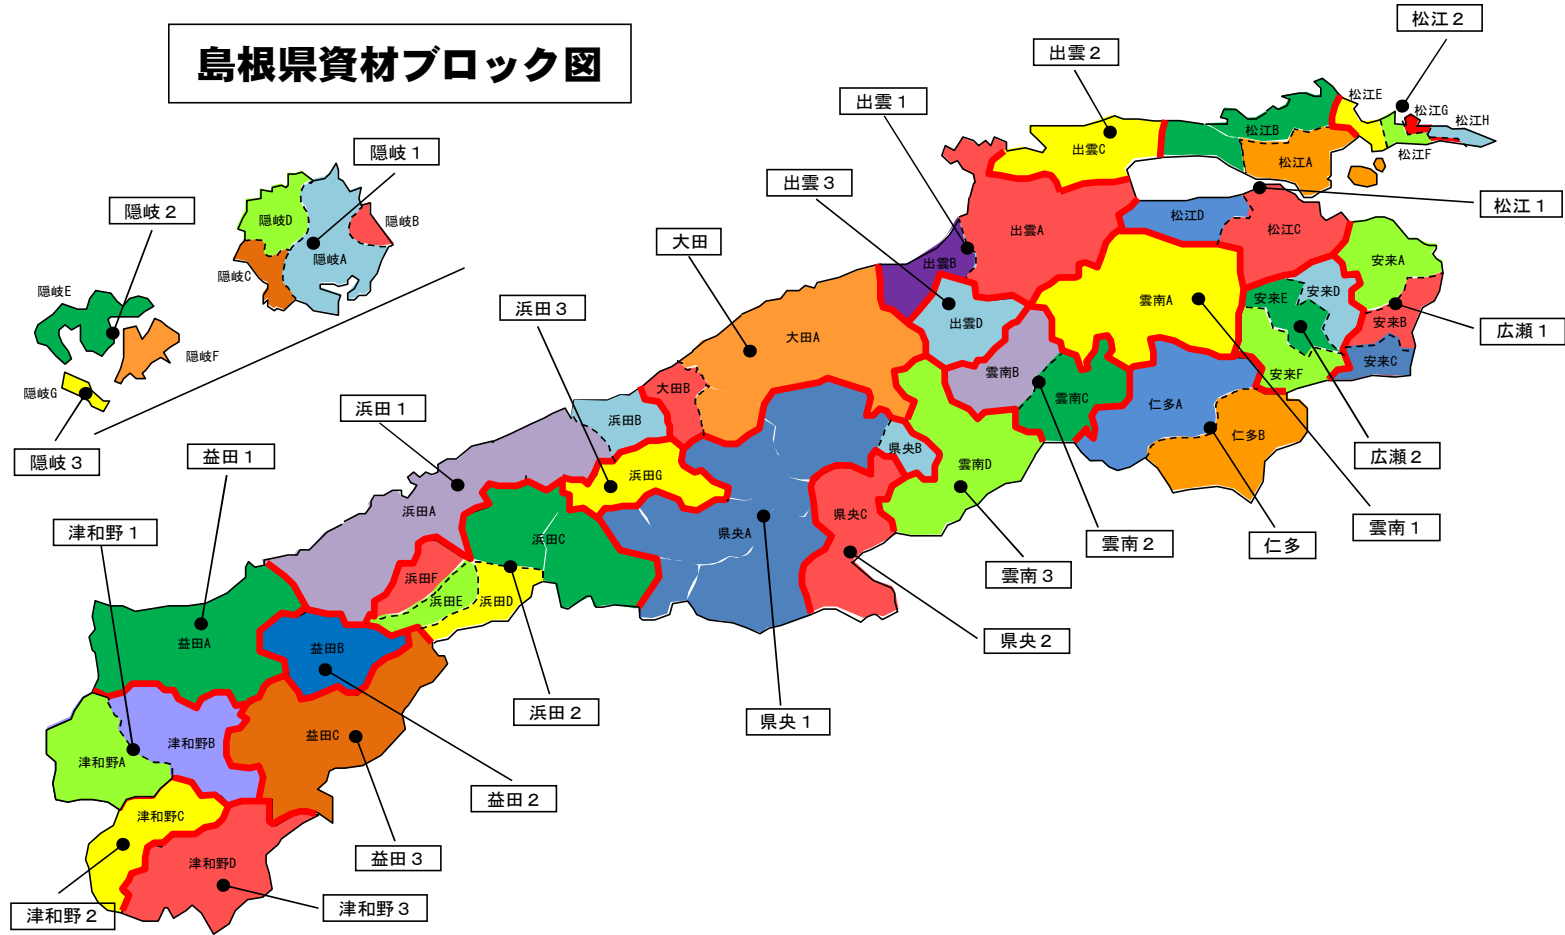 島根県資材ブロック図
松江２
出雲２
出雲１
松江E
松江G
松江H
松江B
松江F
出雲C
松江A
隠岐１
出雲３
隠岐２
松江１
隠岐D
隠岐B
隠岐A
隠岐C
松江D
松江C
出雲A
大田
安来A
出雲B
隠岐E
浜田３
安来D
安来E
雲南A
出雲D
安来B
広瀬１
大田A
隠岐F
安来C
雲南B
安来F
大田B
隠岐G
雲南C
仁多A
浜田１
浜田B
仁多B
県央B
益田１
隠岐３
雲南D
広瀬２
浜田G
浜田A
県央C
津和野１
県央A
浜田C
雲南２
仁多
雲南１
雲南３
浜田F
浜田E
浜田D
益田A
益田B
県央２
浜田２
県央１
益田C
津和野B
津和野A
益田２
津和野C
津和野D
益田３
津和野２
津和野３